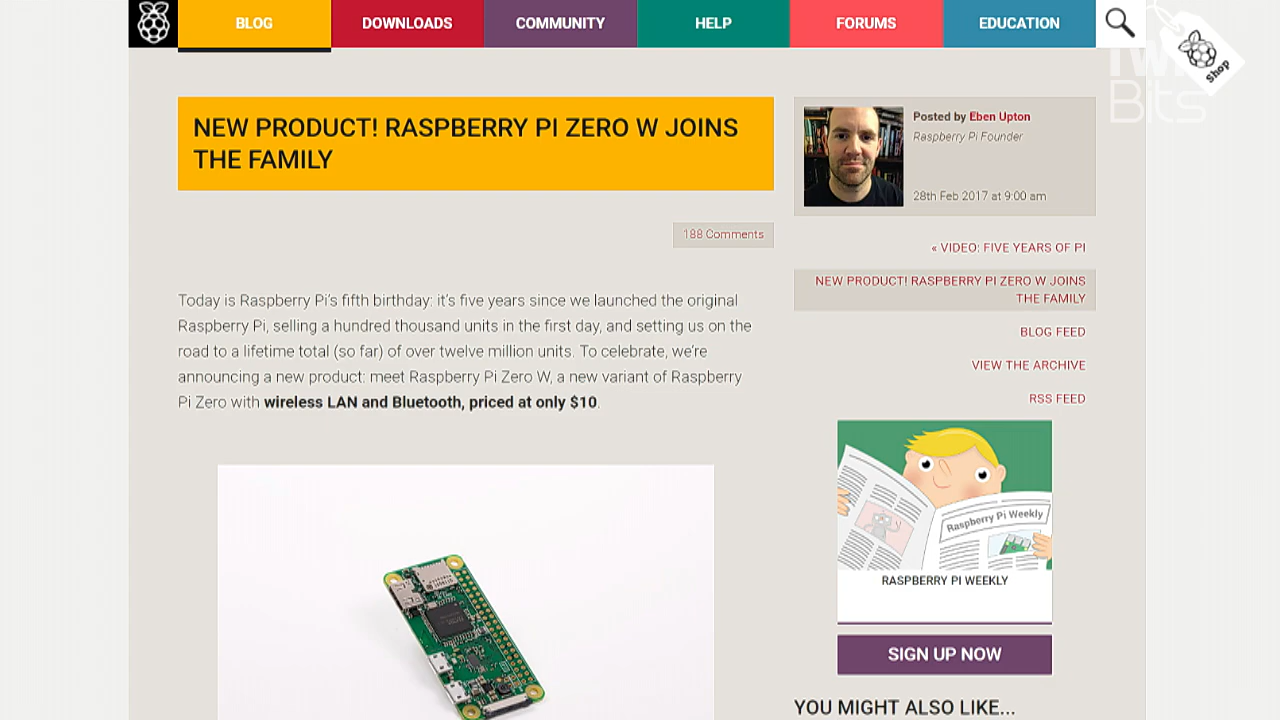 BLOG
DOWNLOADS
COMMUNITY
HELP
FORUMS
EDUCATION
Shop
Bits
NEW PRODUCT! RASPBERRY PI ZERO W JOINS
THE FAMILY
188 Comments
Today is Raspberry Pi's fifth birthday: it's five years since we launched the original
Raspberry Pi, selling a hundred thousand units in the first day, and setting us on the
road to a lifetime total (so far) of over twelve million units. To celebrate, we're
announcing a new product: meet Raspberry Pi Zero W, a new variant of Raspberry
Pi Zero with wireless LAN and Bluetooth, priced at only $10.
Posted by Eben Upton
Raspberry Pi Founder
28th Feb 2017 at 9:00 am
« VIDEO: FIVE YEARS OF PI
NEW PRODUCT! RASPBERRY PI ZERO W JOINS
THE FAMILY
BLOG FEED
VIEW THE ARCHIVE
RSS FEED
Raspberry Pi Weekly
RASPBERRY PI WEEKLY
SIGN UP NOW
YOU MIGHT ALSO LIKE...